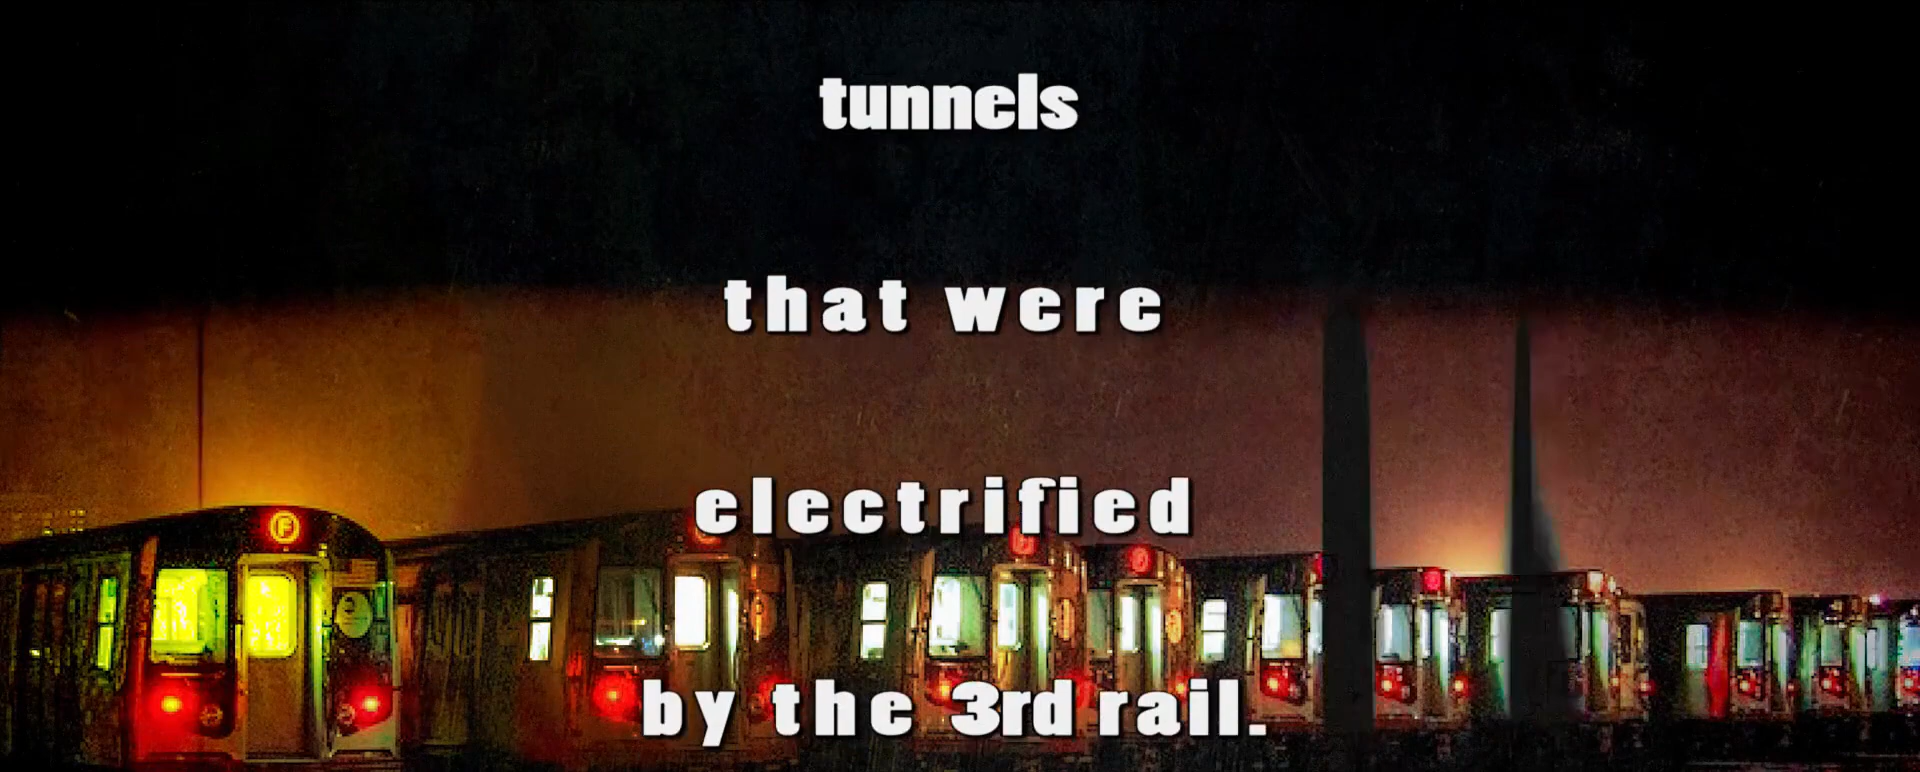 tunnels
that were
electrified
by the 3rd rail.
F